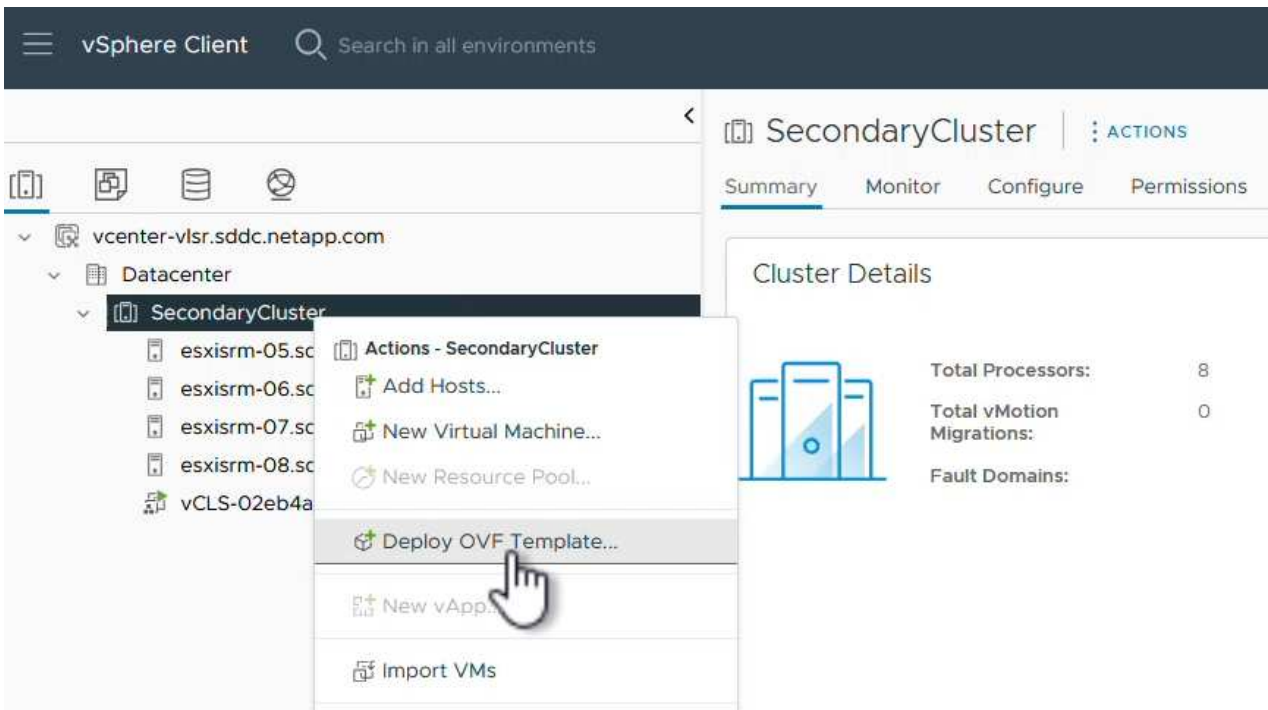 vSphere Client
Search in all environments
SecondaryCluster
ACTIONS
Summary Monitor Configure Permissions
vcenter-vlsr.sddc.netapp.com
Datacenter
SecondaryCluster
esxisrm-05.sc
esxisrm-06.sc
esxisrm-07.sc
esxisrm-08.sc
vCLS-02eb4a
Actions - SecondaryCluster
Add Hosts...
New Virtual Machine...
New Resource Pool...
Deploy OVF Template...
New vApp...
Import VMs
Cluster Details
Total Processors: 8
Total vMotion 0
Migrations:
Fault Domains: